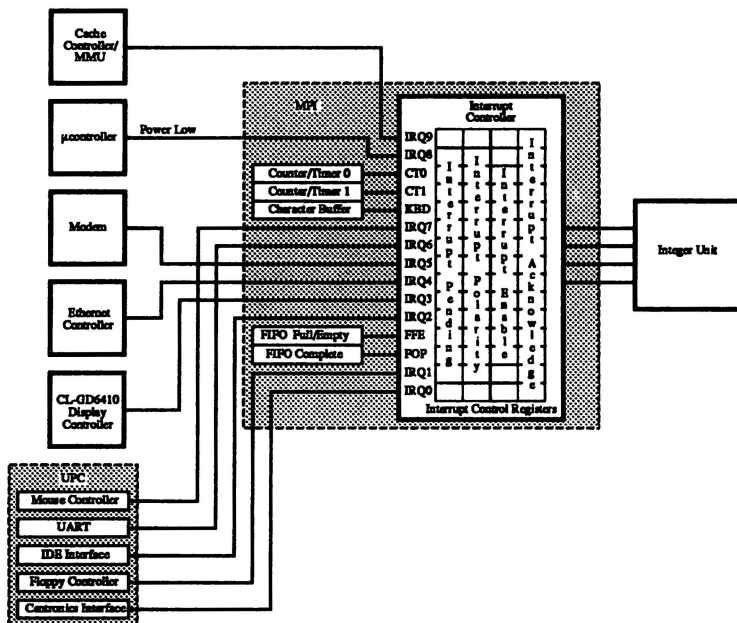 Cache
Controller/
MMU
µcontroller
Power Low
Modem
Ethernet
Controller
CL-GD6410
Display
Controller
UPC
Mouse Controller
UART
IDE Interface
Floppy Controller
Centronics Interface
MPI
Counter/Timer 0
Counter/Timer 1
Character Buffer
FIFO Full/Empty
FIFO Complete
Interrupt
Controller
IRQ9
IRQ8
CT0
CT1
KBD
IRQ7
IRQ6
IRQ5
IRQ4
IRQ3
IRQ2
FFE
FOP
IRQ1
IRQ0
Interrupt Pending
Interrupt Polarity
Interrupt Enable
Interrupt Acknowledge
Interrupt Control Registers
Integer Unit